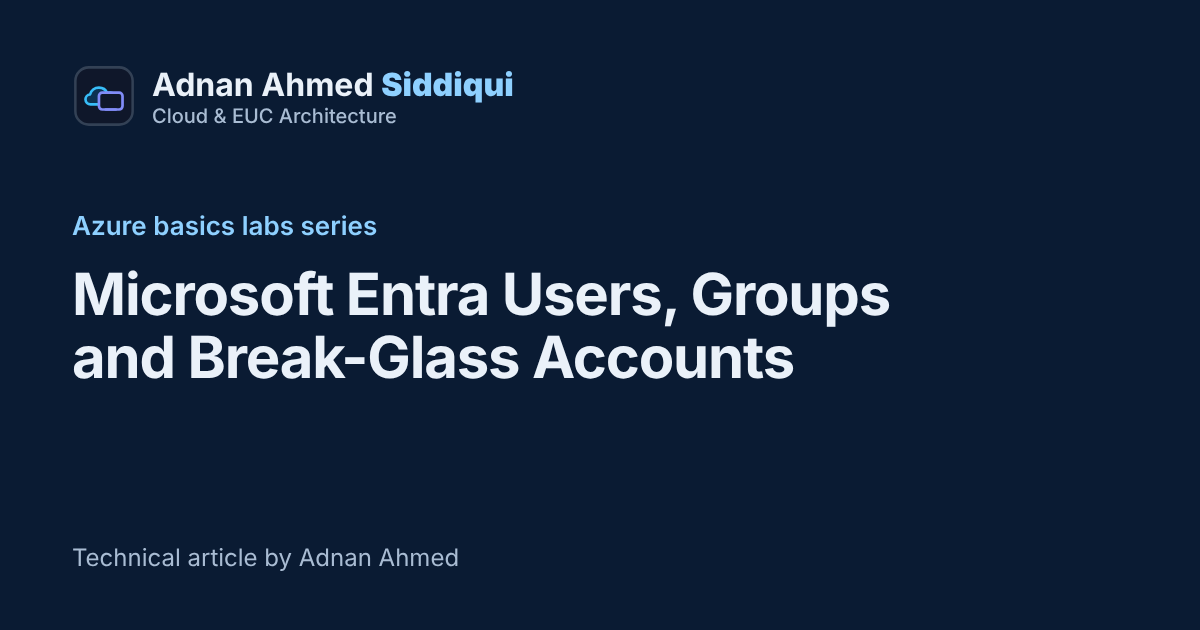 Adnan Ahmed Siddiqui
Cloud & EUC Architecture
Azure basics labs series
Microsoft Entra Users, Groups
and Break-Glass Accounts
Technical article by Adnan Ahmed